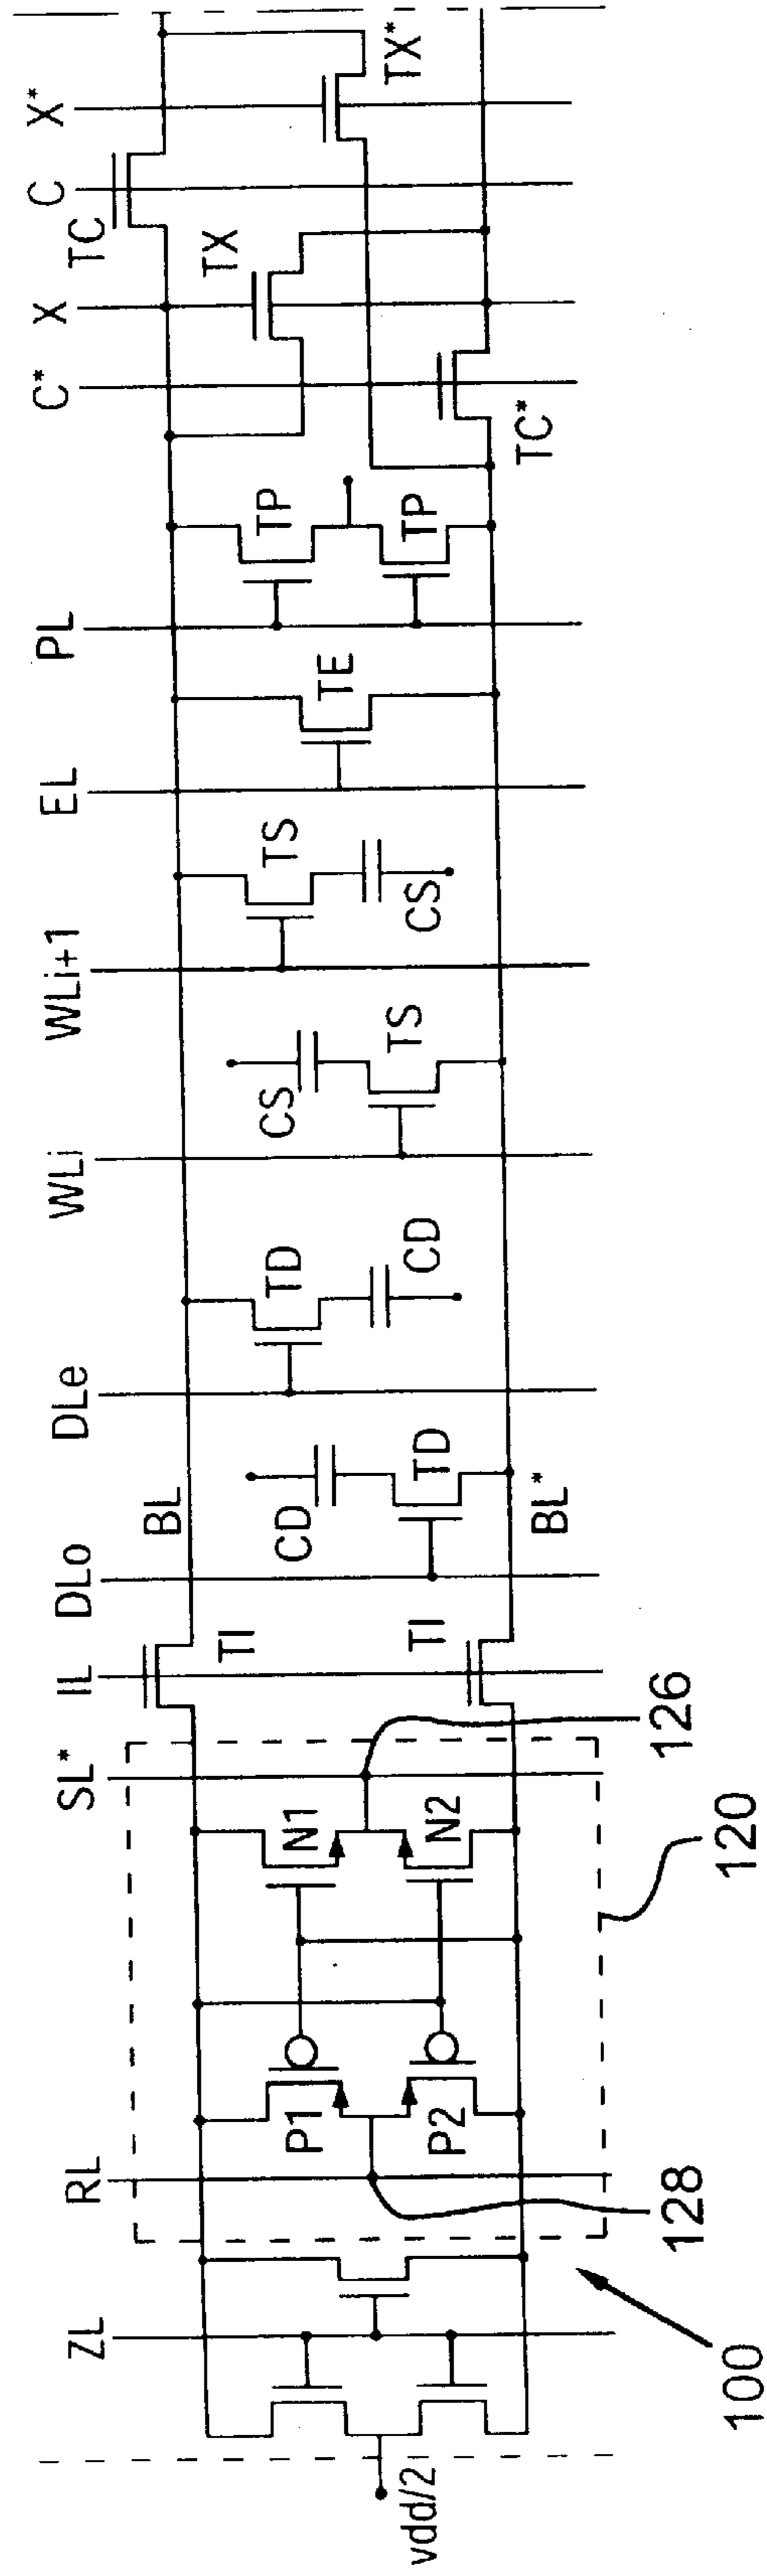 ZL
RL
SL*
IL
DLo
DLe
WLi
WLi+1
EL
PL
C*
X
C
X*
TC
BL
TX
TI
P1
N1
CD
TD
CS
TS
TP
TE
TX*
vdd/2
P2
N2
TI
TD
CD
TS
CS
TP
BL*
TC*
128
126
100
120